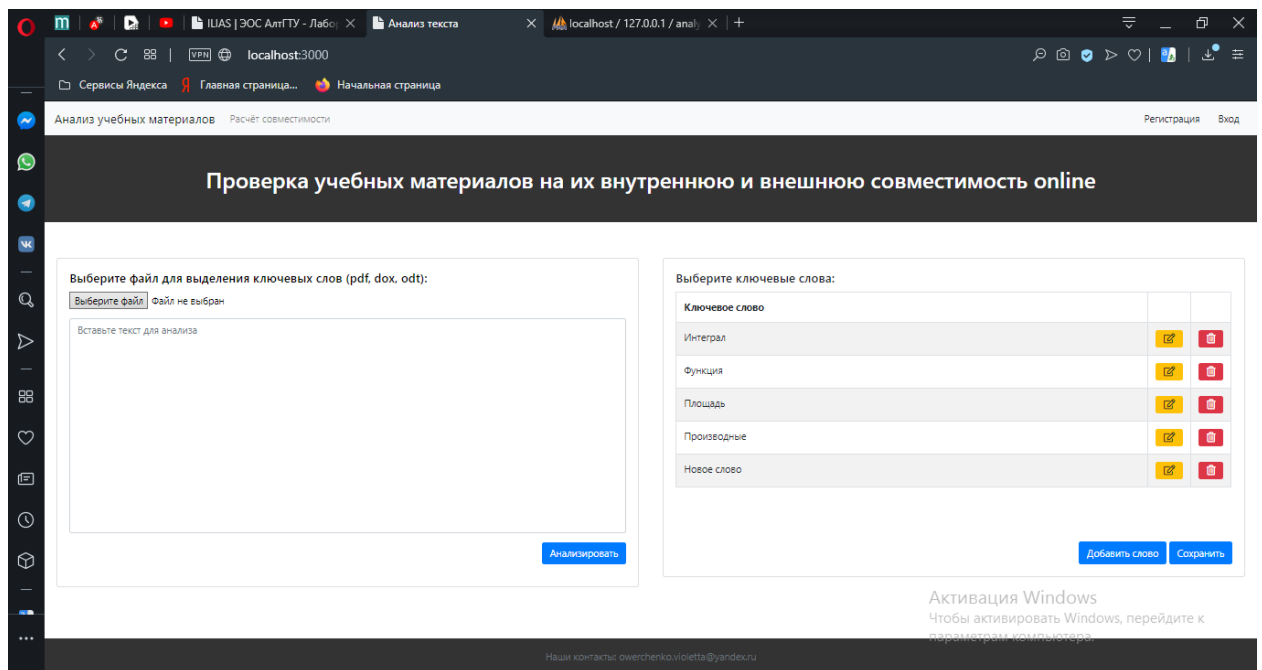 ILIAS | ЭОС АлтГТУ - Лабо
Анализ текста
localhost / 127.0.0.1 / analy
VPN
localhost:3000
Сервисы Яндекса
Главная страница...
Начальная страница
Анализ учебных материалов
Расчёт совместимости
Регистрация
Вход
Проверка учебных материалов на их внутреннюю и внешнюю совместимость online
Выберите файл для выделения ключевых слов (pdf, dox, odt):
Выберите файл
Файл не выбран
Вставьте текст для анализа
Анализировать
Выберите ключевые слова:
Ключевое слово
Интеграл
Функция
Площадь
Производные
Новое слово
Добавить слово
Сохранить
Активация Windows
Чтобы активировать Windows, перейдите к
параметрам компьютера.
Наши контакты: owerchenko.violetta@yandex.ru